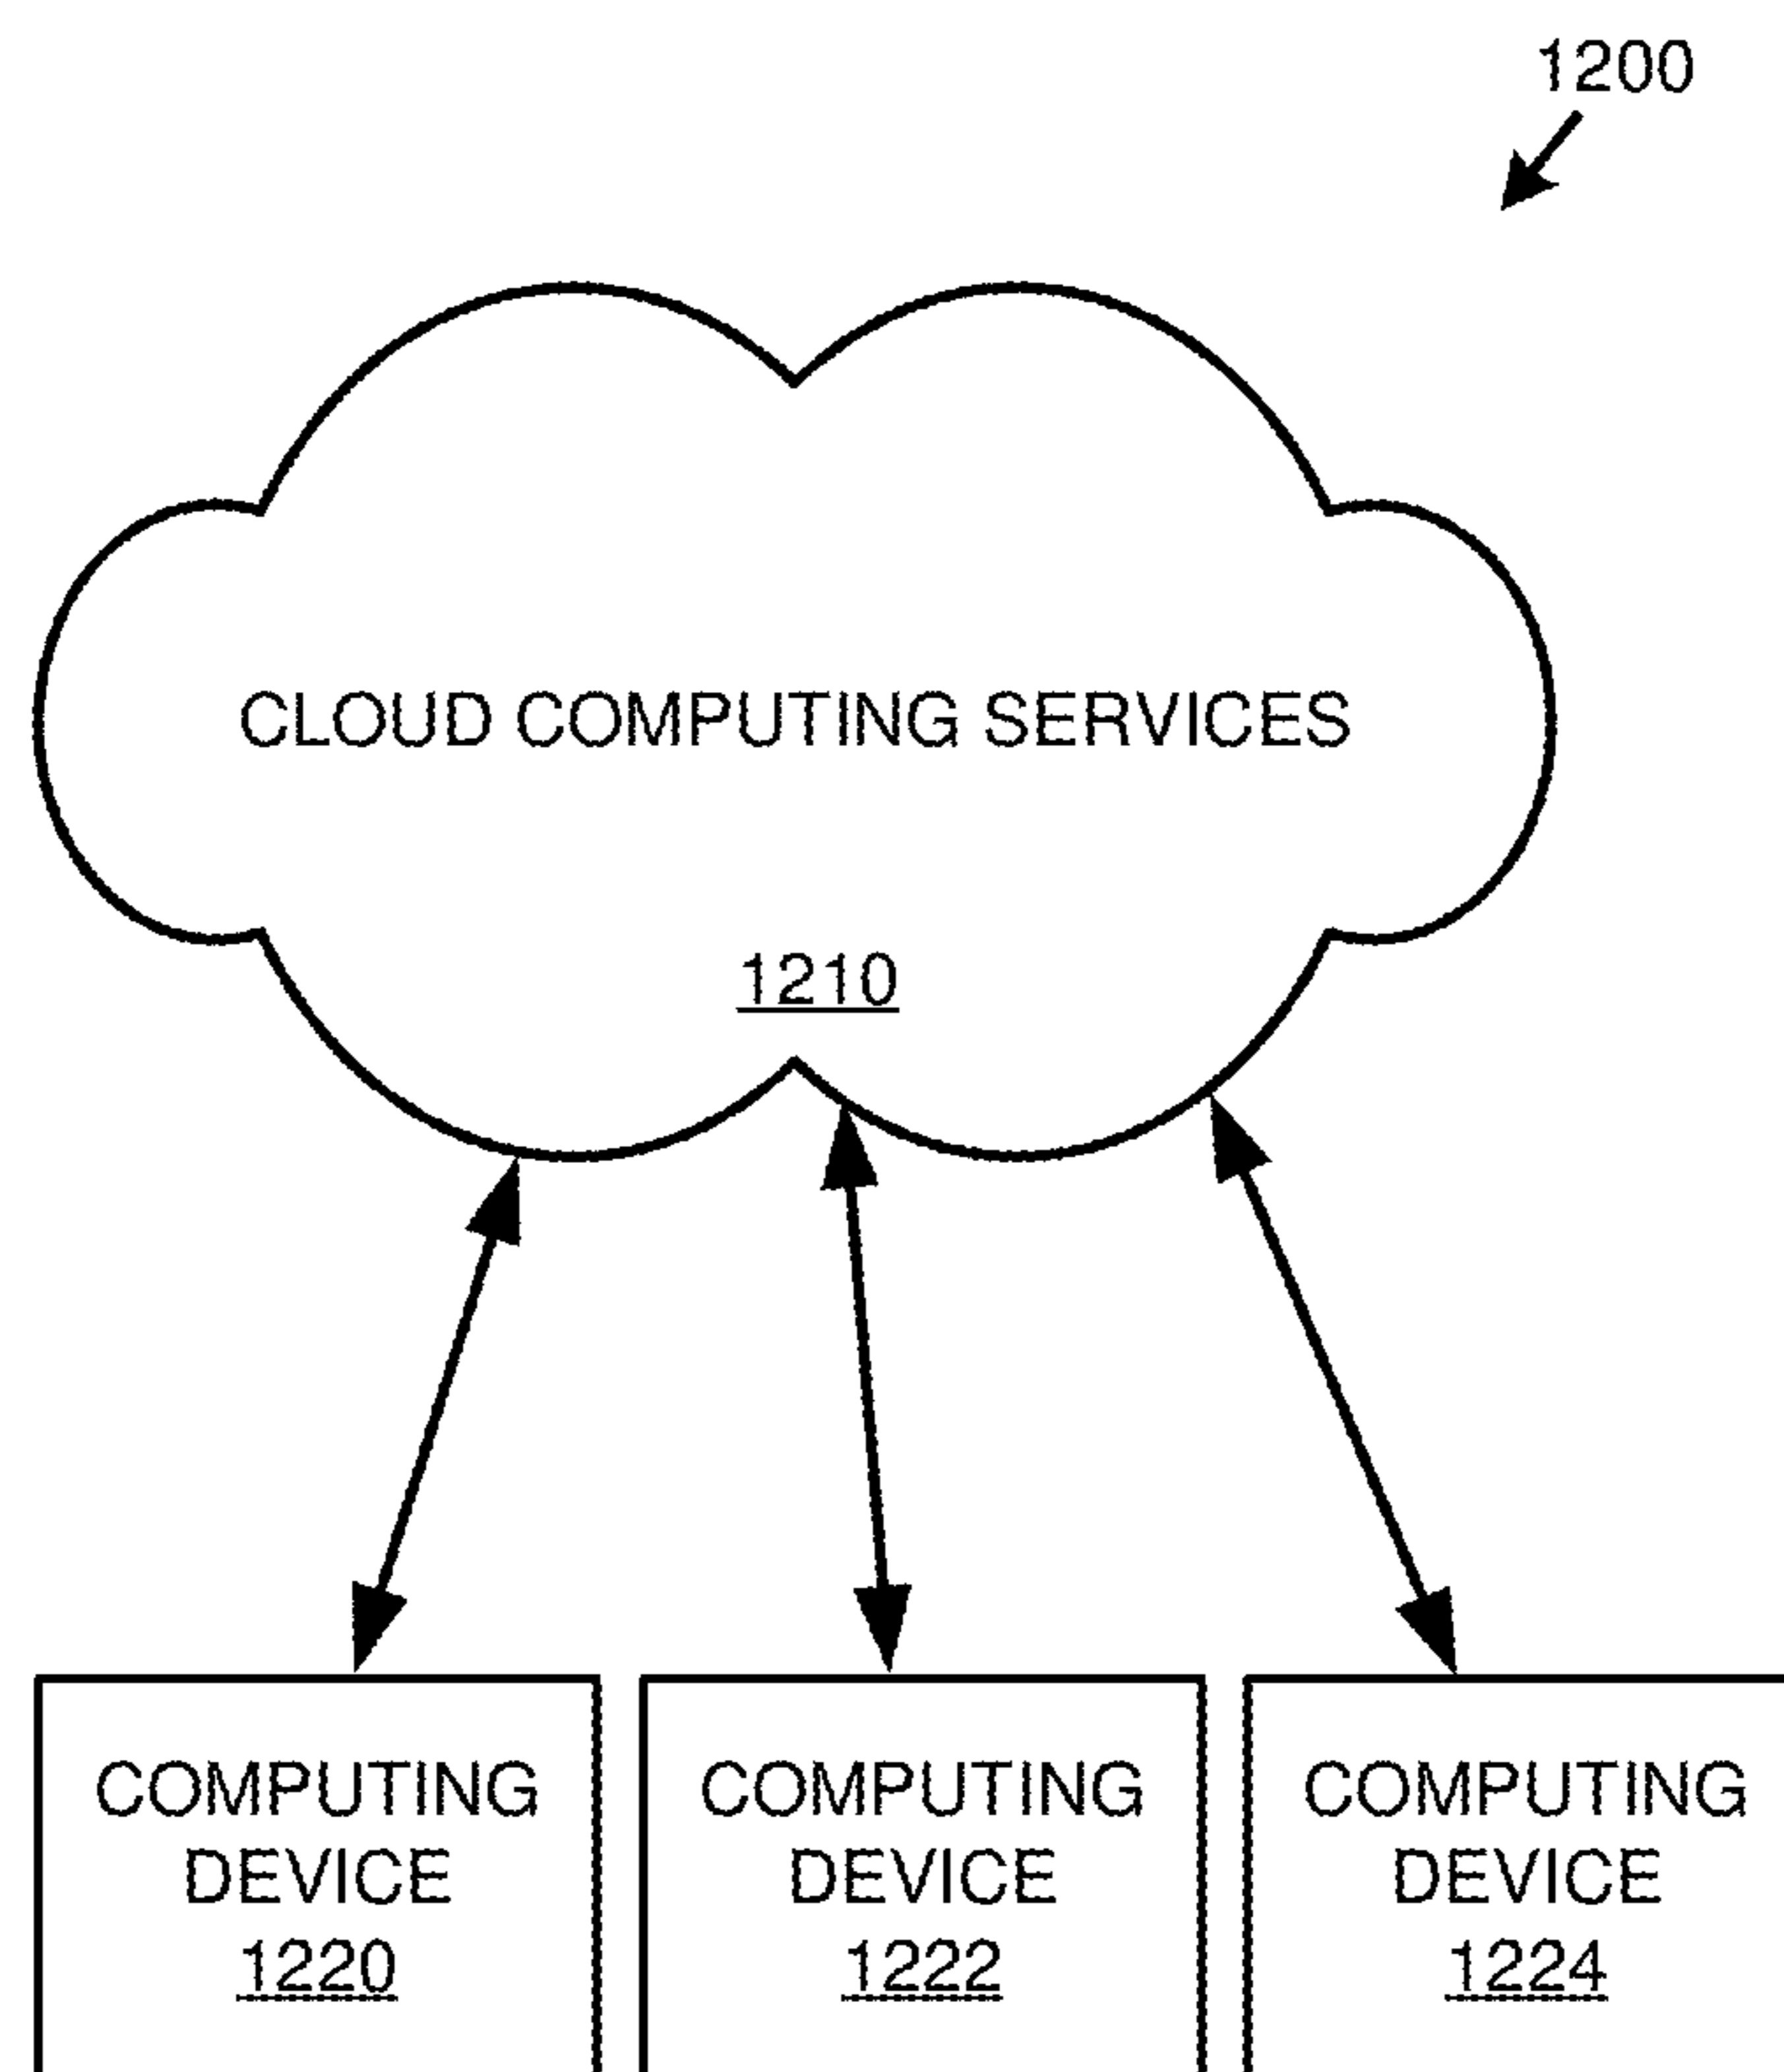 1200
CLOUD COMPUTING SERVICES
1210
COMPUTING
DEVICE
1220
COMPUTING
DEVICE
1222
COMPUTING
DEVICE
1224